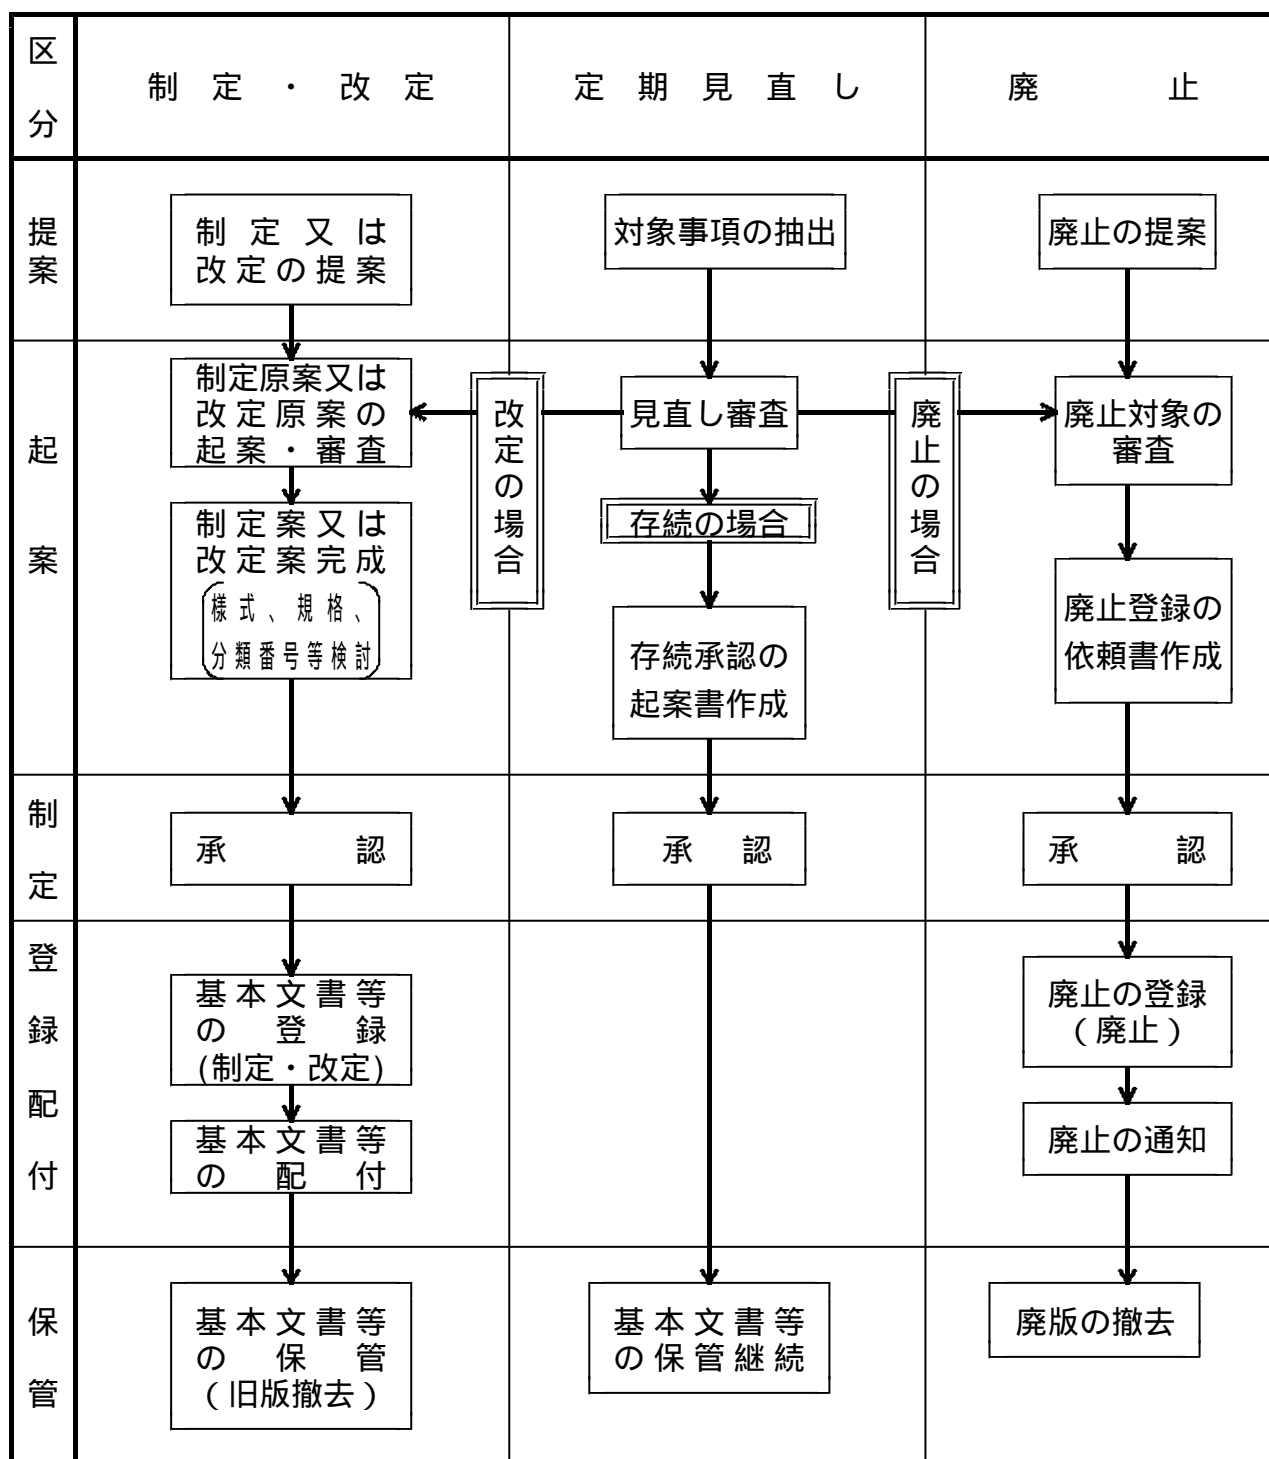 区分
制定・改定
定期見直し
廃止
提案
制定又は
改定の提案
対象事項の抽出
廃止の提案
起案
制定原案又は
改定原案の
起案・審査
改定の場合
見直し審査
廃止の場合
廃止対象の
審査
制定案又は
改定案完成
様式、規格、
分類番号等検討
存続の場合
存続承認の
起案書作成
廃止登録の
依頼書作成
制定
承認
承認
承認
登録配付
基本文書等
の登録
(制定・改定)
基本文書等
の配付
廃止の登録
(廃止)
廃止の通知
保管
基本文書等
の保管
(旧版撤去)
基本文書等
の保管継続
廃版の撤去